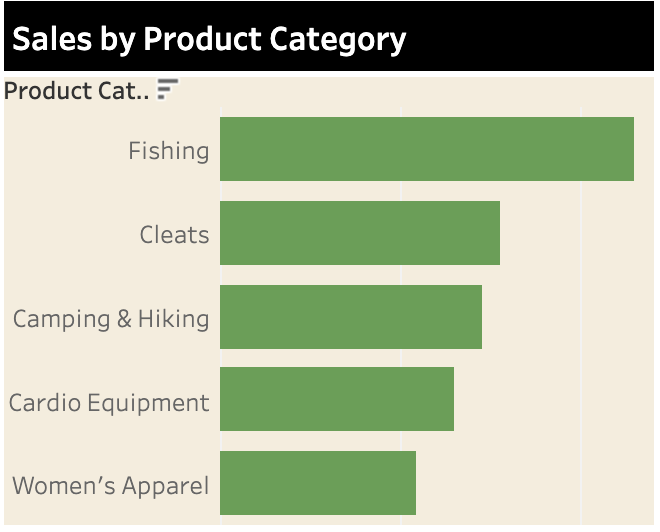 Sales by Product Category
Product Cat..
Fishing
Cleats
Camping & Hiking
Cardio Equipment
Women's Apparel